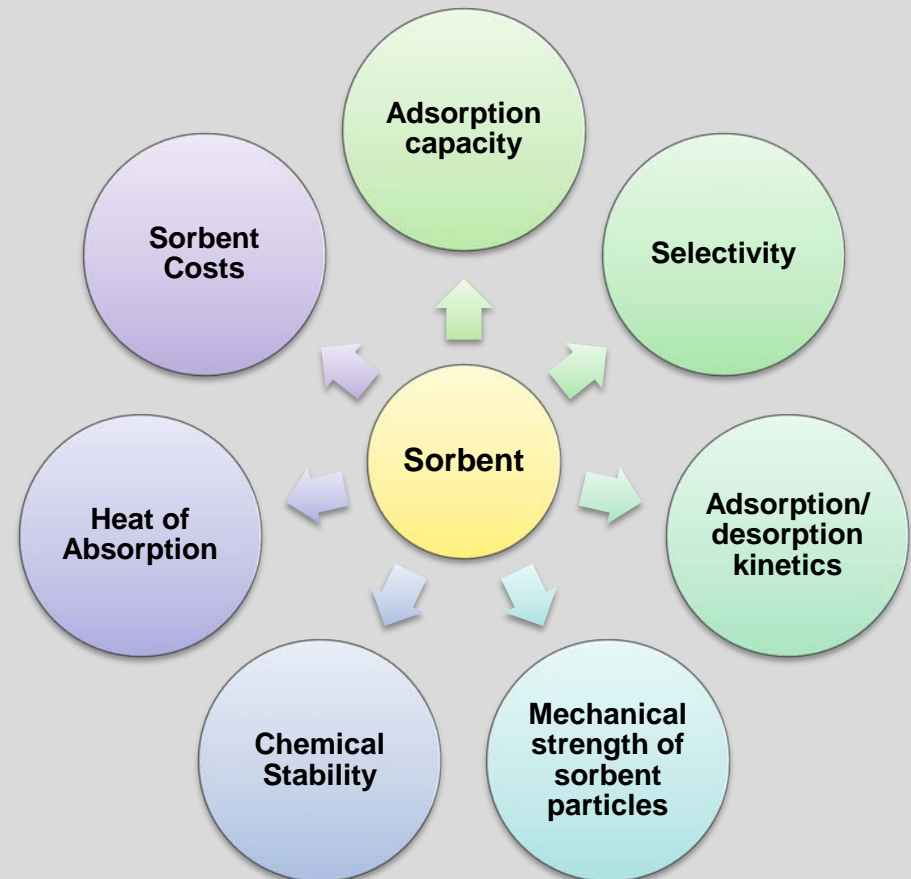 Adsorption
capacity
Selectivity
Adsorption/
desorption
kinetics
Mechanical
strength of
sorbent
particles
Chemical
Stability
Heat of
Absorption
Sorbent
Costs
Sorbent